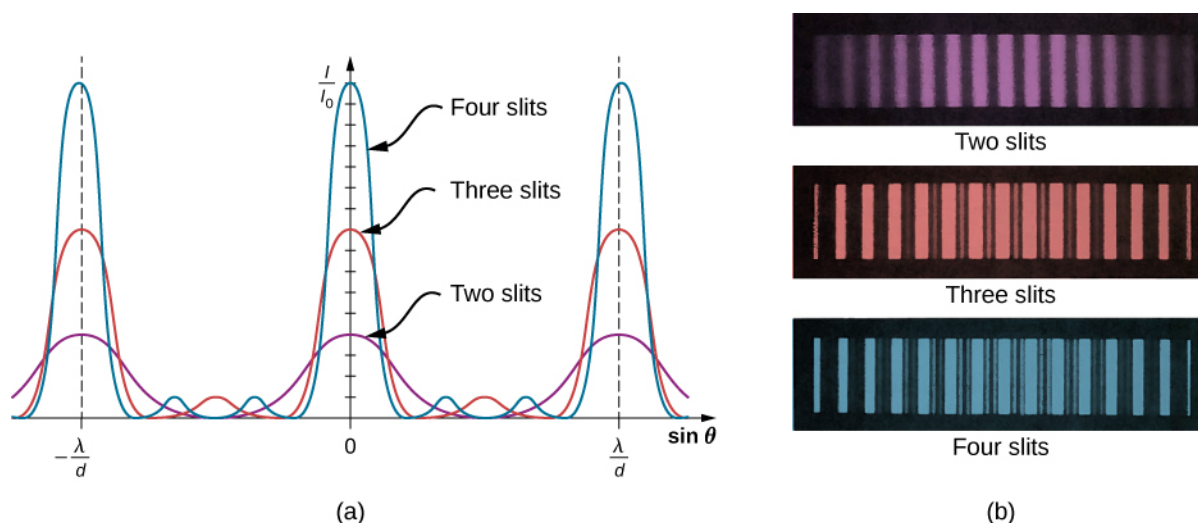 I/I₀
Four slits
Three slits
Two slits
sin θ
−λ/d
0
λ/d
(a)
Two slits
Three slits
Four slits
(b)